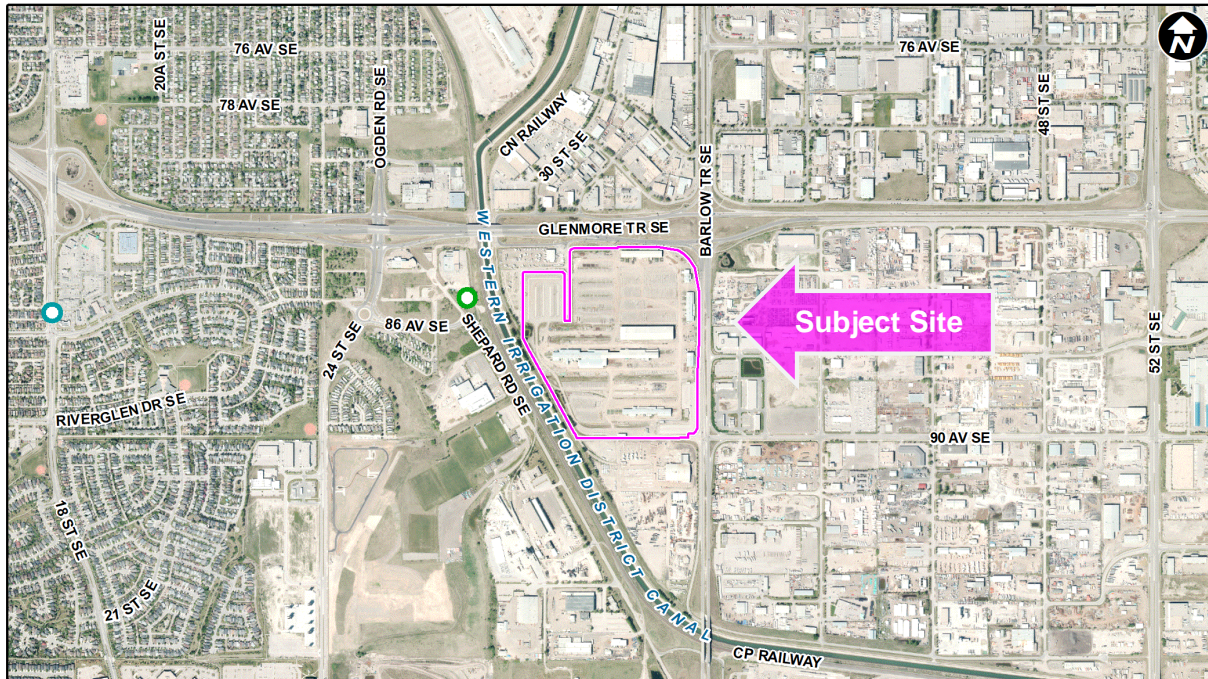 76 AV SE
76 AV SE
20A ST SE
78 AV SE
OGDEN RD SE
CN RAILWAY
30 ST SE
48 ST SE
N
GLENMORE TR SE
BARLOW TR SE
WESTERN IRRIGATION DISTRICT CANAL
86 AV SE
SHEPARD RD SE
24 ST SE
Subject Site
52 ST SE
RIVERGLEN DR SE
90 AV SE
18 ST SE
21 ST SE
CP RAILWAY